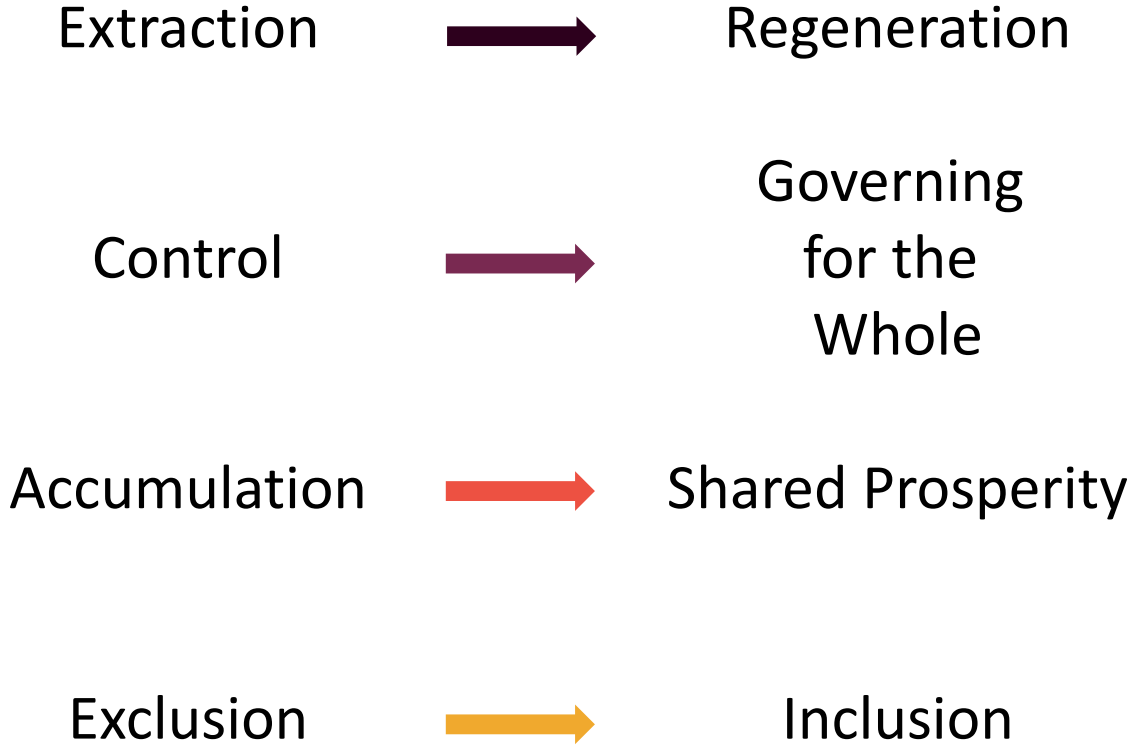 Extraction Regeneration
Governing
Control for the
Whole
Accumulation Shared Prosperity
Exclusion Inclusion